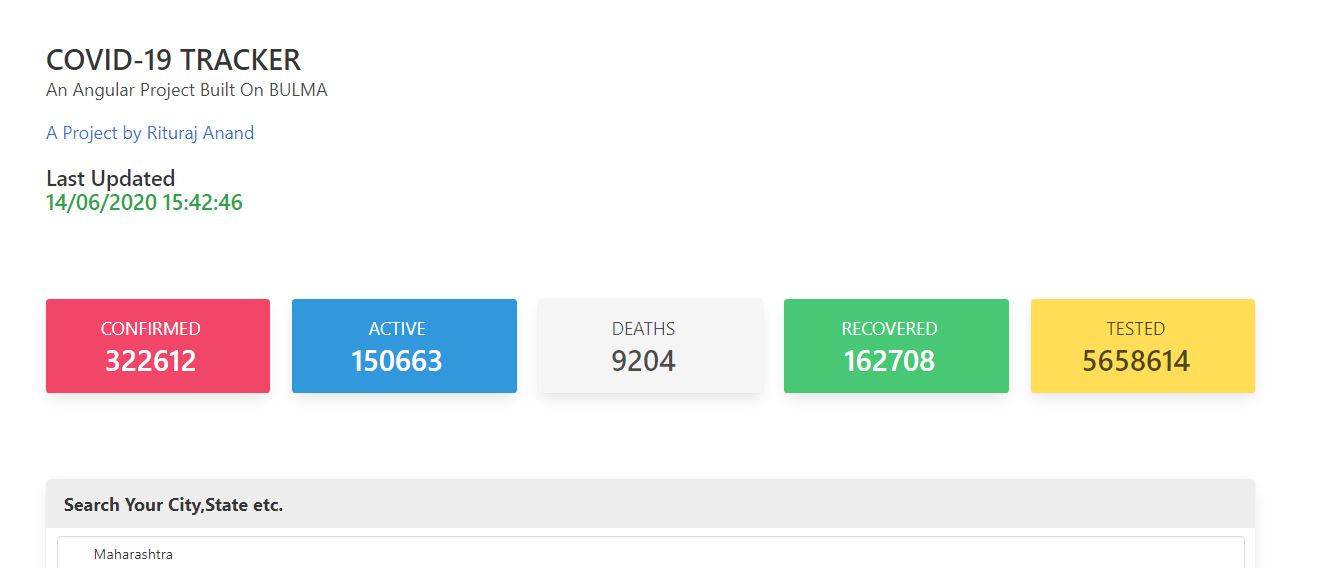 COVID-19 TRACKER
An Angular Project Built On BULMA
A Project by Rituraj Anand
Last Updated
14/06/2020 15:42:46
CONFIRMED
322612
ACTIVE
150663
DEATHS
9204
RECOVERED
162708
TESTED
5658614
Search Your City,State etc.
Maharashtra